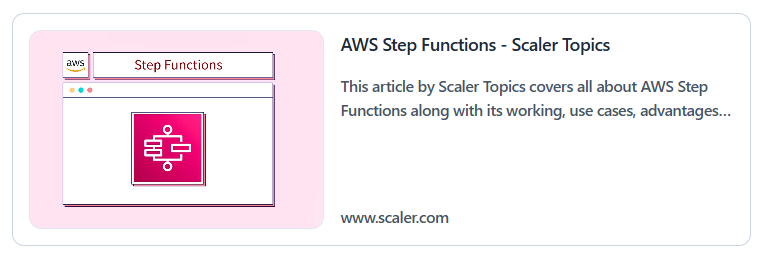 aws
Step Functions
AWS Step Functions - Scaler Topics
This article by Scaler Topics covers all about AWS Step
Functions along with its working, use cases, advantages...
www.scaler.com